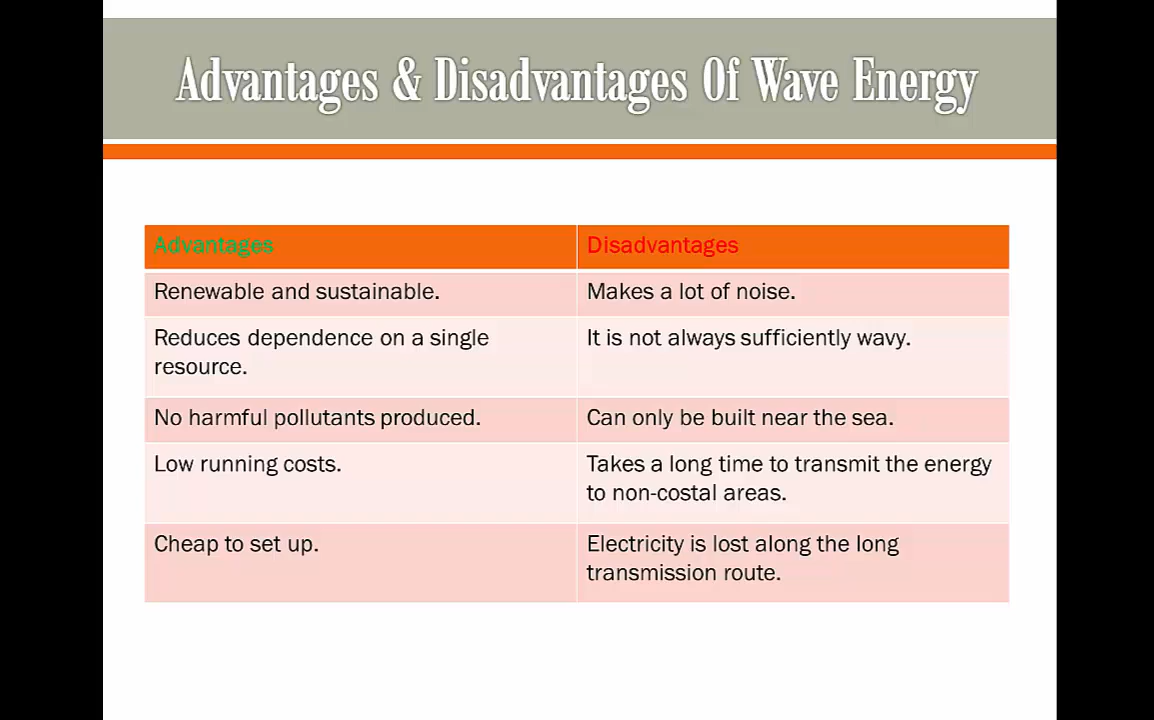 Advantages & Disadvantages Of Wave Energy
Advantages
Disadvantages
Renewable and sustainable.
Makes a lot of noise.
Reduces dependence on a single
resource.
It is not always sufficiently wavy.
No harmful pollutants produced.
Can only be built near the sea.
Low running costs.
Takes a long time to transmit the energy
to non-costal areas.
Cheap to set up.
Electricity is lost along the long
transmission route.